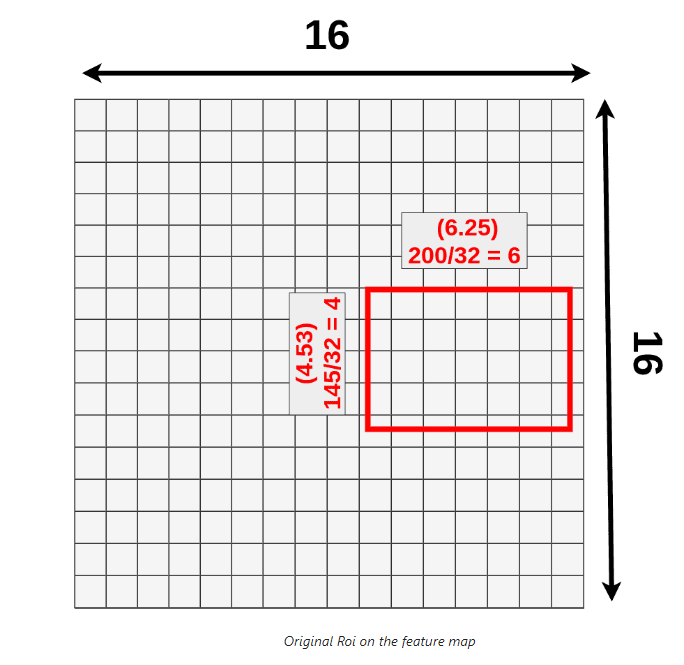 16
(6.25)
200/32 = 6
(4.53)
145/32 = 4
16
Original Roi on the feature map